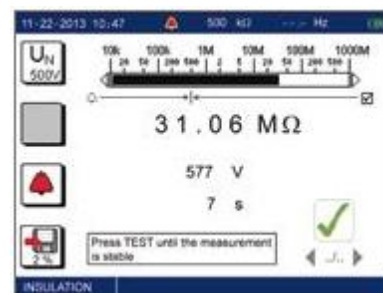 11-22-2013 10:47 500 kΩ ---.-- Hz
U_N
500V
10k 100k 1M 10M 100M 1000M
31.06 MΩ
577 V
7 s
2 %
Press TEST until the measurement
is stable
../..
INSULATION